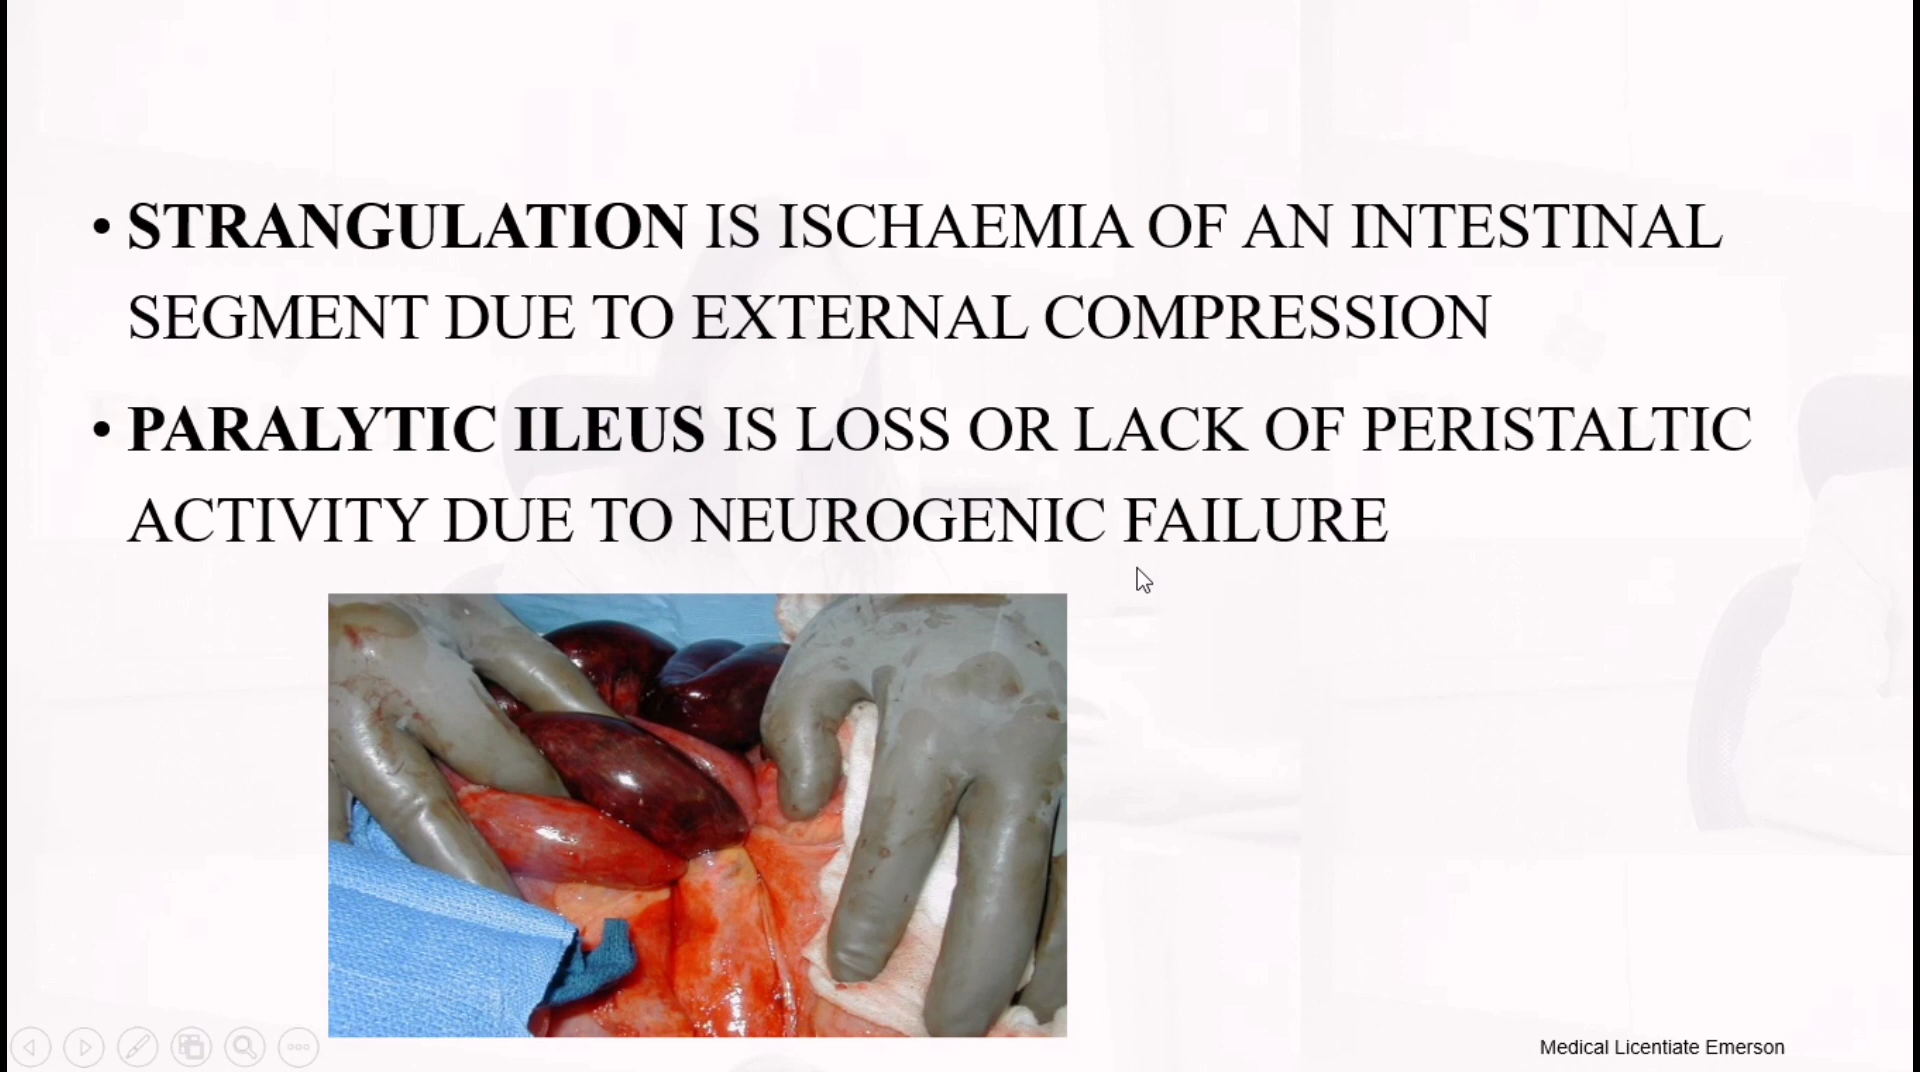 • STRANGULATION IS ISCHAEMIA OF AN INTESTINAL
SEGMENT DUE TO EXTERNAL COMPRESSION
• PARALYTIC ILEUS IS LOSS OR LACK OF PERISTALTIC
ACTIVITY DUE TO NEUROGENIC FAILURE
Medical Licentiate Emerson